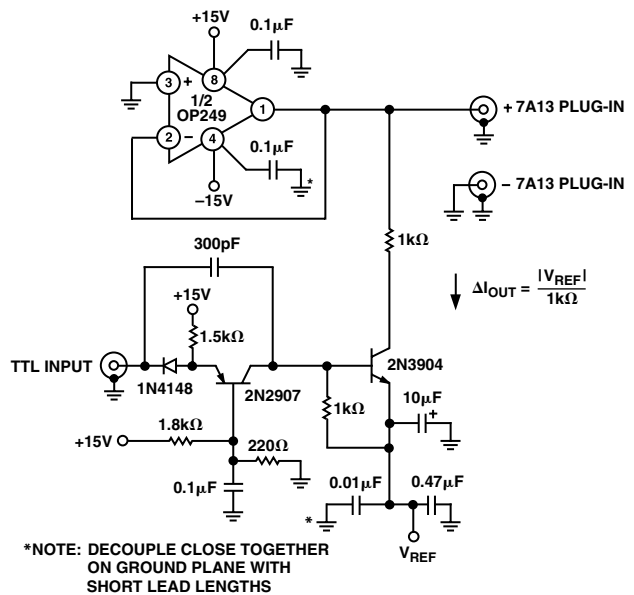 +15V
0.1µF
3
+
8
1/2
OP249
1
2
−
4
0.1µF
*
−15V
+ 7A13 PLUG-IN
− 7A13 PLUG-IN
1kΩ
300pF
+15V
1.5kΩ
ΔIOUT = |VREF| / 1kΩ
TTL INPUT
1N4148
2N2907
2N3904
1kΩ
10µF
+
1.8kΩ
+15V
220Ω
0.1µF
0.01µF
0.47µF
*
VREF
*NOTE: DECOUPLE CLOSE TOGETHER
ON GROUND PLANE WITH
SHORT LEAD LENGTHS